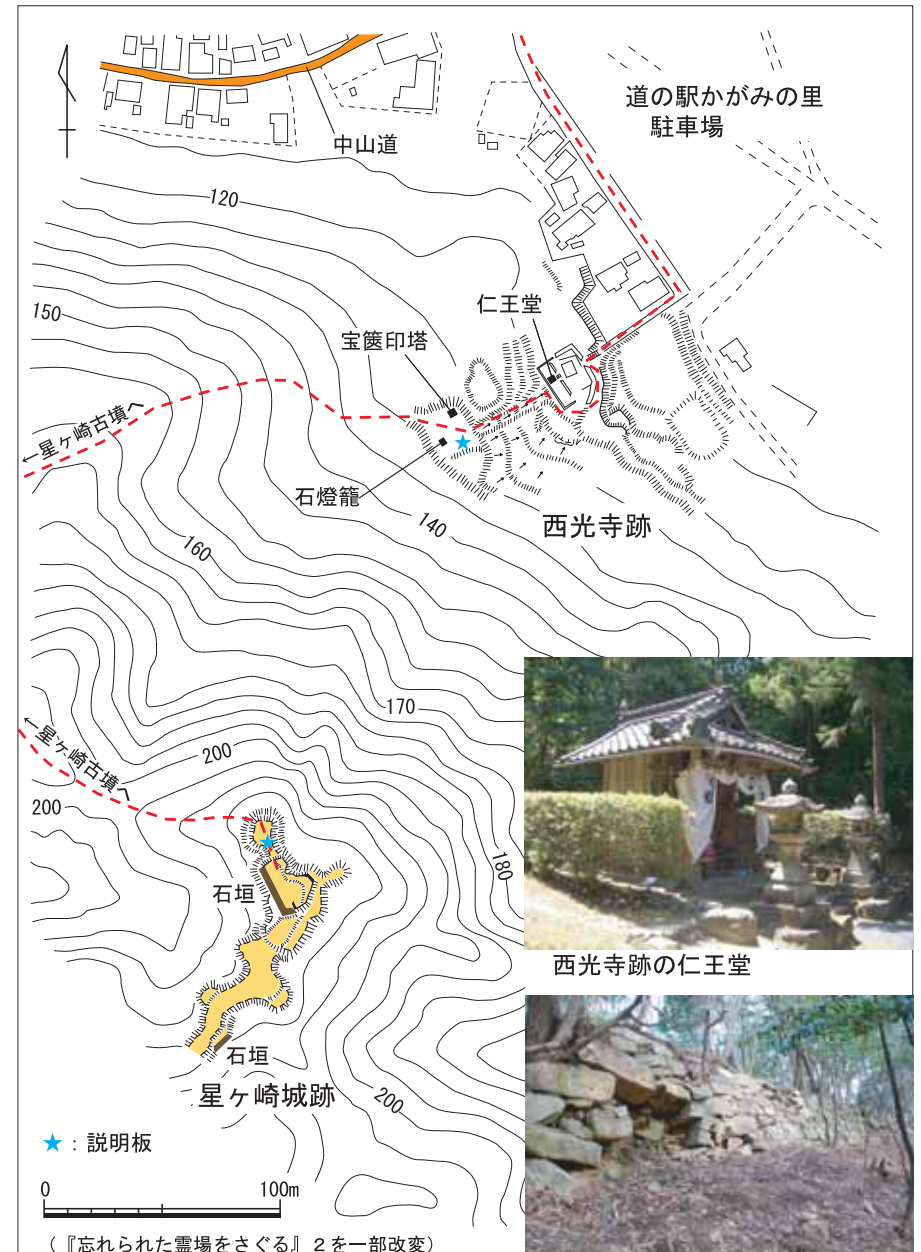 道の駅かがみの里
駐車場
中山道
120
仁王堂
150
宝篋印塔
←星ヶ崎古墳へ
石燈籠
140
西光寺跡
160
170
←星ヶ崎古墳へ
200
200
180
石垣
西光寺跡の仁王堂
石垣
星ヶ崎城跡
200
★：説明板
0 100m
（『忘れられた霊場をさぐる』２を一部改変）